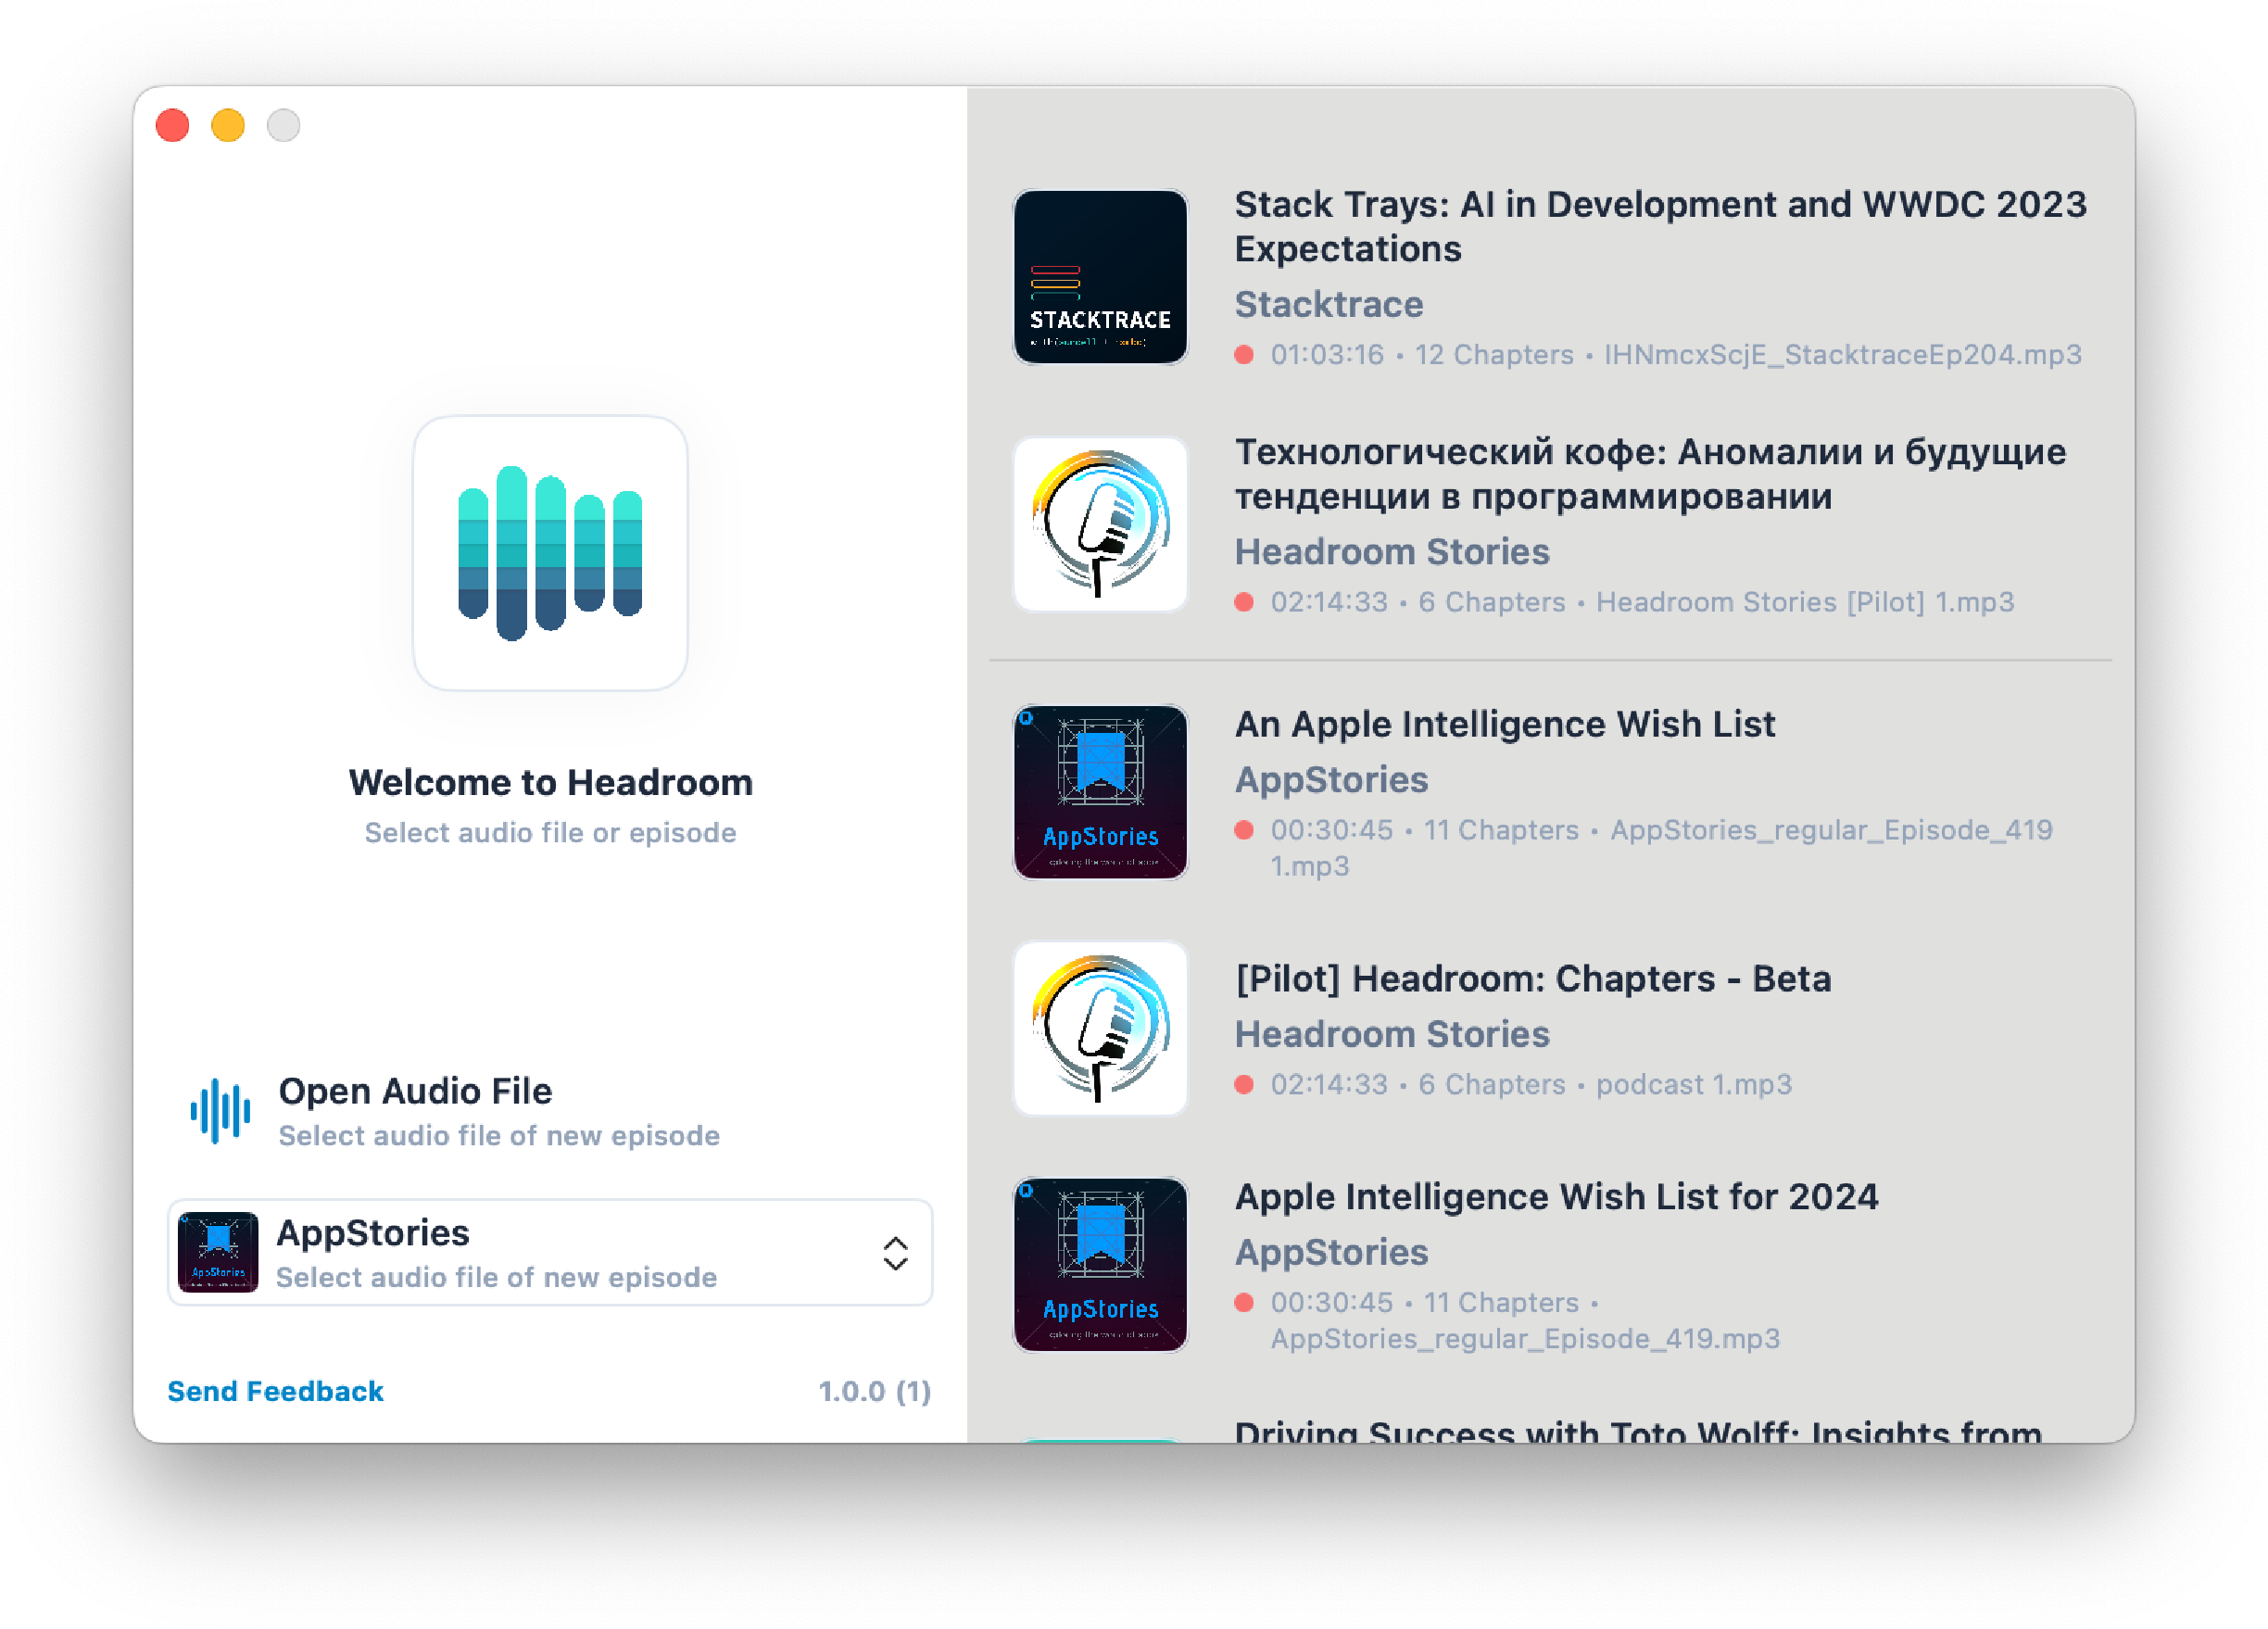 Welcome to Headroom
Select audio file or episode
Open Audio File
Select audio file of new episode
AppStories
AppStories
Select audio file of new episode
Send Feedback
1.0.0 (1)
STACKTRACE
Stack Trays: AI in Development and WWDC 2023
Expectations
Stacktrace
01:03:16 • 12 Chapters • IHNmcxScjE_StacktraceEp204.mp3
Технологический кофе: Аномалии и будущие
тенденции в программировании
Headroom Stories
02:14:33 • 6 Chapters • Headroom Stories [Pilot] 1.mp3
AppStories
An Apple Intelligence Wish List
AppStories
00:30:45 • 11 Chapters • AppStories_regular_Episode_419
1.mp3
[Pilot] Headroom: Chapters - Beta
Headroom Stories
02:14:33 • 6 Chapters • podcast 1.mp3
AppStories
Apple Intelligence Wish List for 2024
AppStories
00:30:45 • 11 Chapters •
AppStories_regular_Episode_419.mp3
Driving Success with Toto Wolff: Insights from